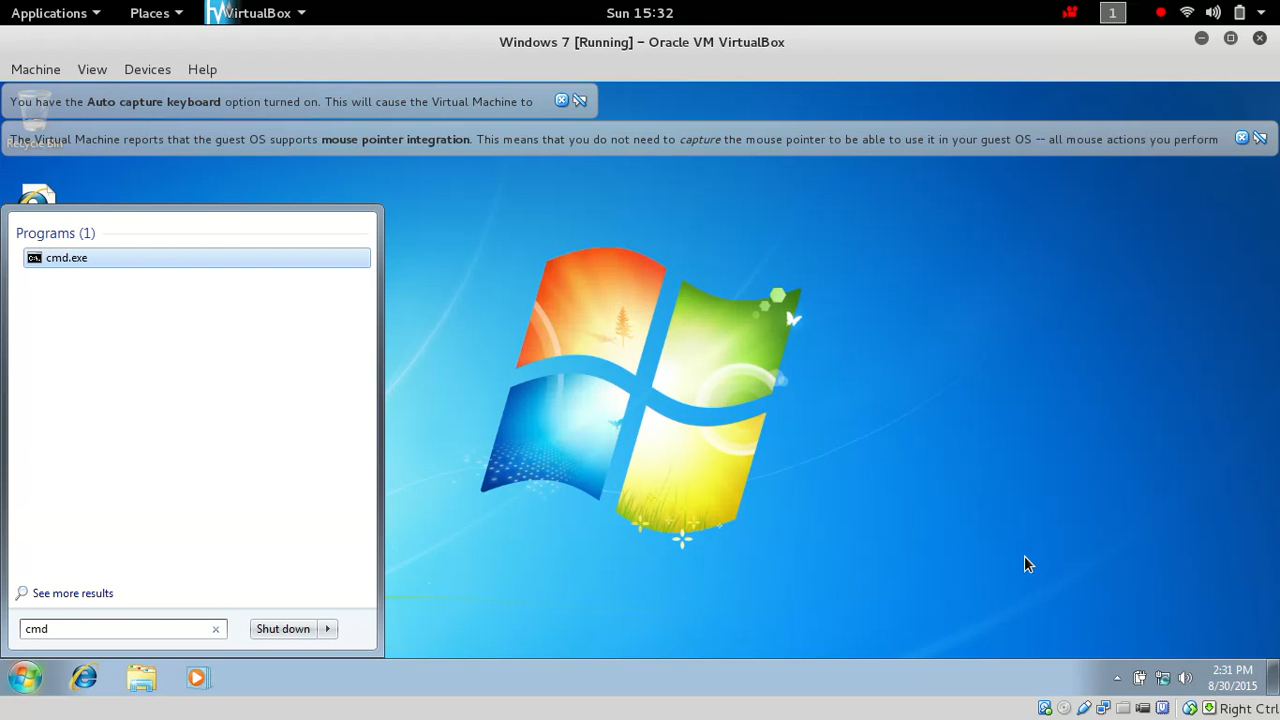 Applications Places VirtualBox Sun 15:32 1
Windows 7 [Running] - Oracle VM VirtualBox
Machine View Devices Help
You have the Auto capture keyboard option turned on. This will cause the Virtual Machine to
The Virtual Machine reports that the guest OS supports mouse pointer integration. This means that you do not need to capture the mouse pointer to be able to use it in your guest OS -- all mouse actions you perform
Recycle Bin
Programs (1)
cmd.exe
See more results
cmd Shut down
2:31 PM
8/30/2015
Right Ctrl